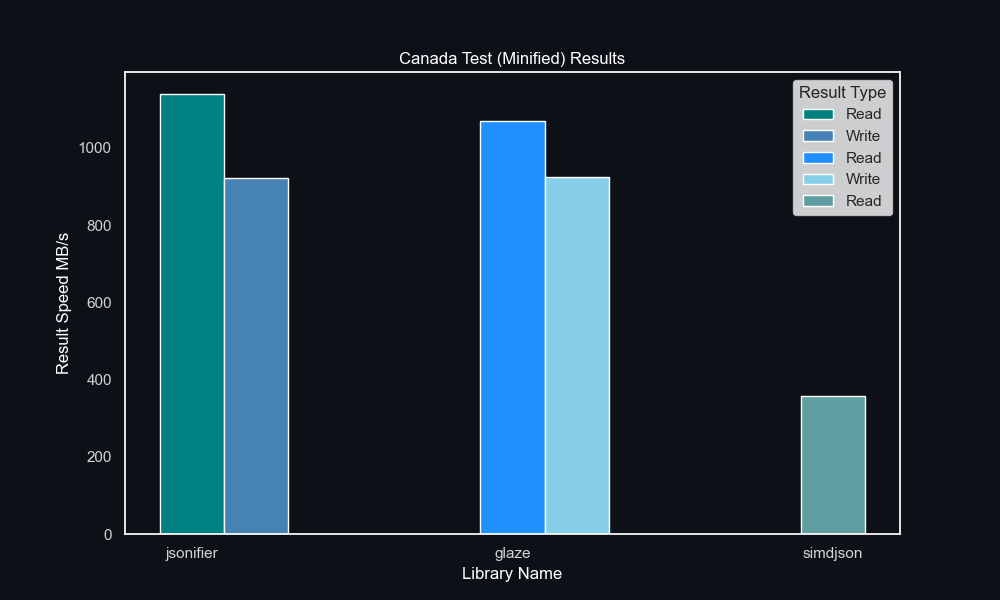 Canada Test (Minified) Results
Result Type
Read
Write
Read
Write
Read
1000
800
600
400
200
0
Result Speed MB/s
jsonifier
glaze
simdjson
Library Name